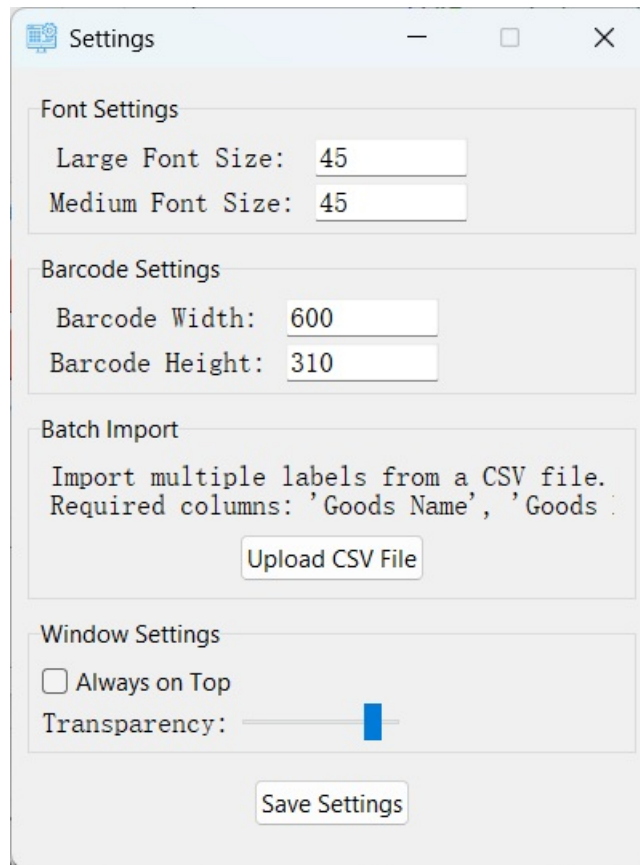 Settings
Font Settings
Large Font Size: 45
Medium Font Size: 45
Barcode Settings
Barcode Width: 600
Barcode Height: 310
Batch Import
Import multiple labels from a CSV file.
Required columns: 'Goods Name', 'Goods
Upload CSV File
Window Settings
Always on Top
Transparency:
Save Settings